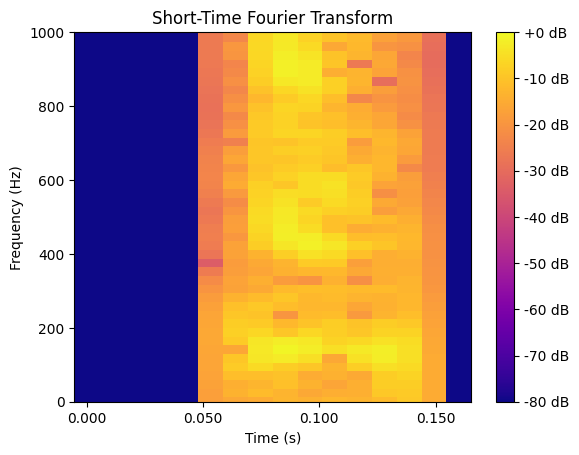 Short-Time Fourier Transform
Frequency (Hz)
1000
800
600
400
200
0
0.000
0.050
0.100
0.150
Time (s)
+0 dB
-10 dB
-20 dB
-30 dB
-40 dB
-50 dB
-60 dB
-70 dB
-80 dB